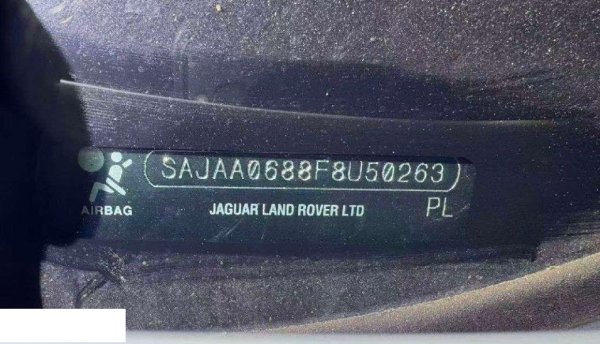 SAJAA0688F8U50263
AIRBAG JAGUAR LAND ROVER LTD PL